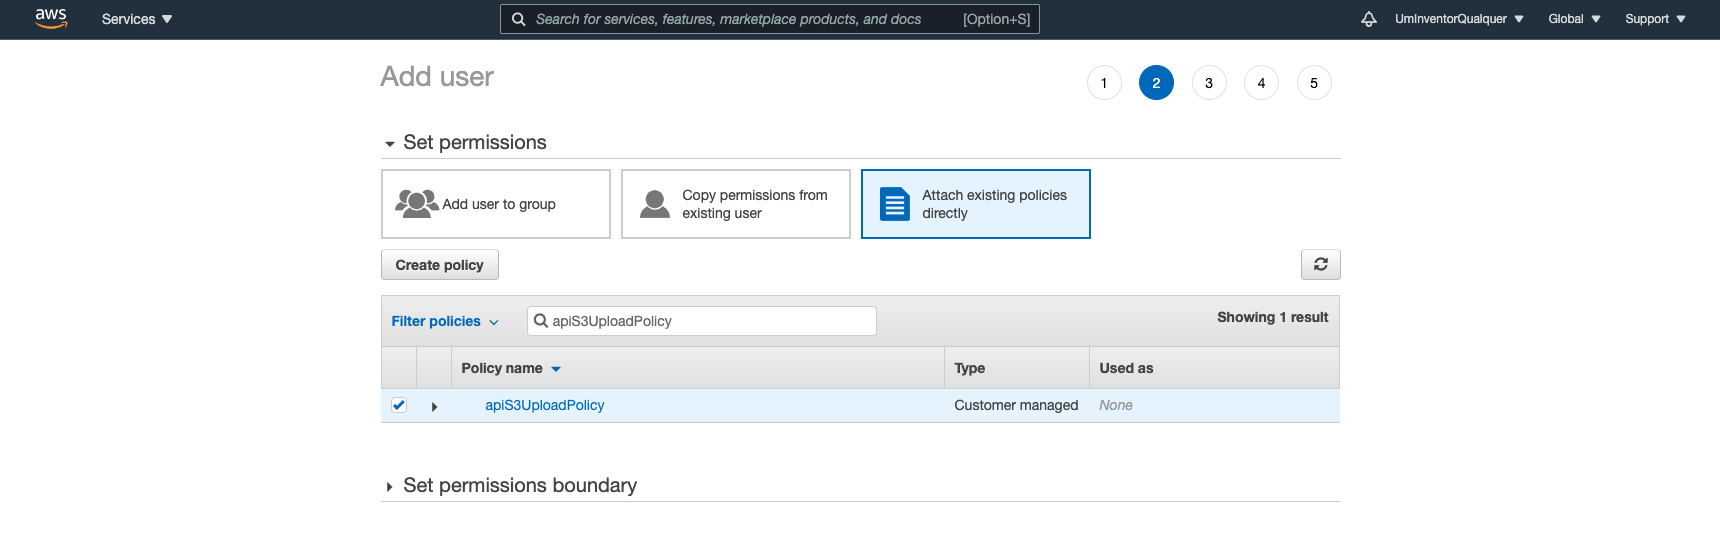 aws Services Search for services, features, marketplace products, and docs [Option+S] UmInventorQualquer Global Support
Add user 1 2 3 4 5
Set permissions
Add user to group
Copy permissions from
existing user
Attach existing policies
directly
Create policy
Filter policies apiS3UploadPolicy Showing 1 result
Policy name Type Used as
apiS3UploadPolicy Customer managed None
Set permissions boundary